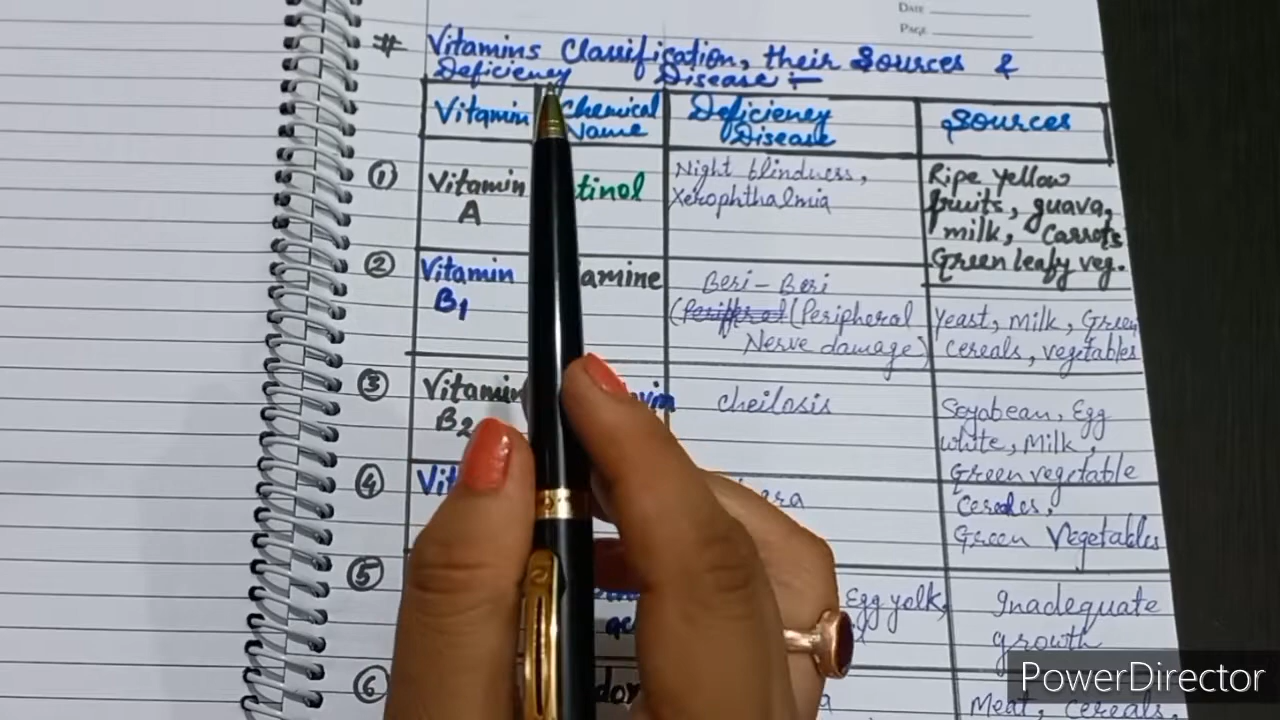 DATE
PAGE
# Vitamins Classification, their Sources &
Deficiency Disease :-
Vitamin Chemical Name Deficiency Disease Sources
① Vitamin A tinol Night blindness, Xerophthalmia
Ripe yellow
fruits, guava,
milk, Carrots
Green leafy veg.
② Vitamin B1 amine Beri-Beri
(Peripheral
Nerve damage)
Yeast, Milk, Green
cereals, vegetables
③ Vitamin B2 vin cheilosis
Soyabean, Egg
white, Milk,
Green vegetable
④ Vit
Cereales,
Green Vegetables
⑤ Egg yolk,
Inadequate
growth
⑥
Meat, Cereals,
PowerDirector